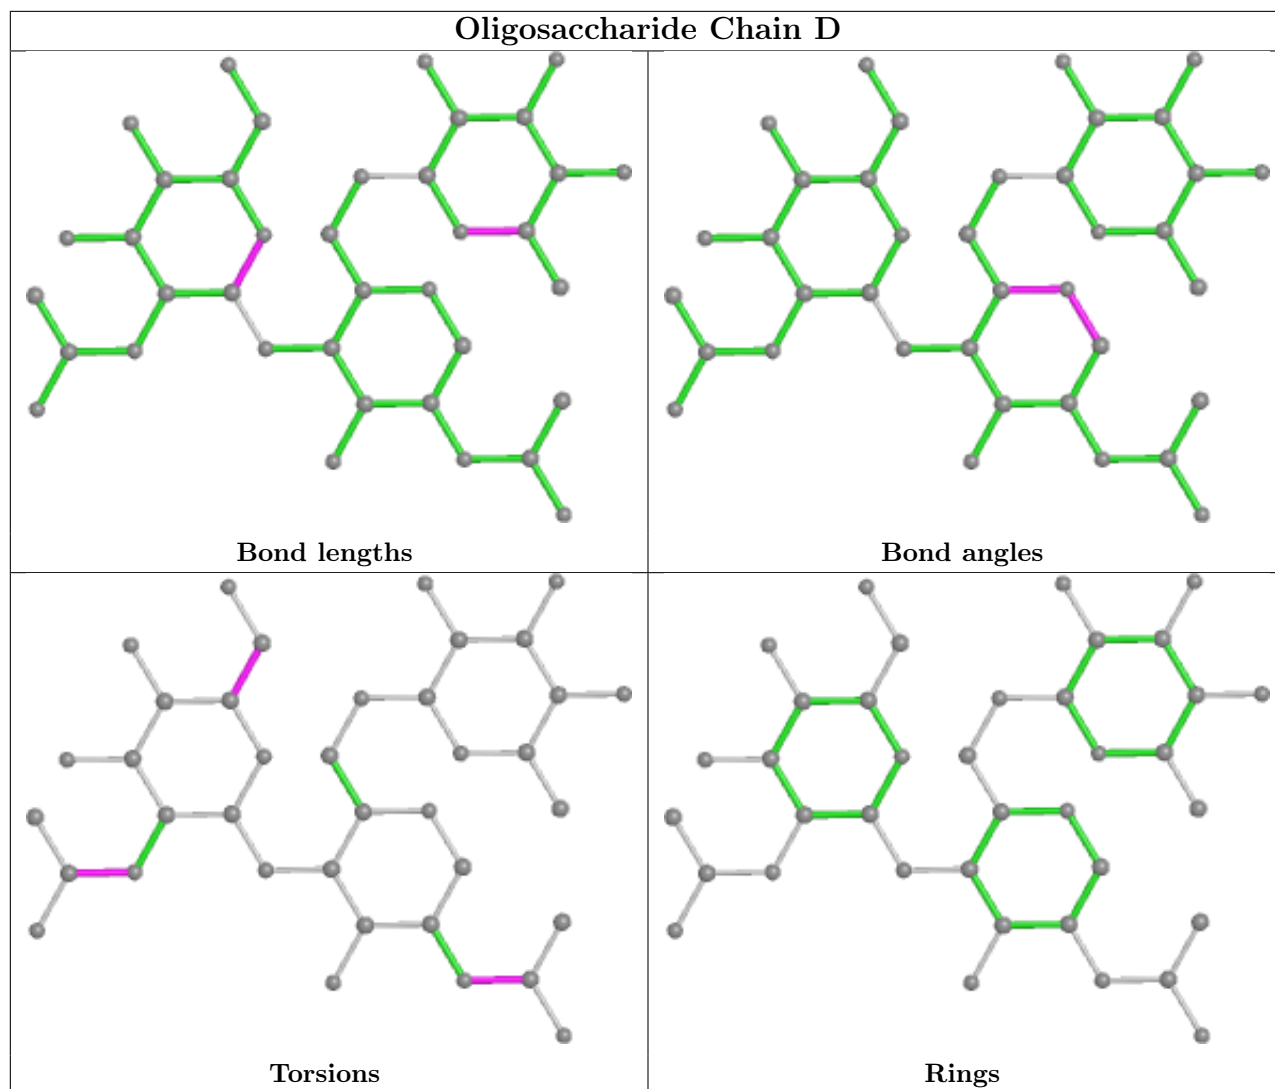 Oligosaccharide Chain D
Bond lengths
Bond angles
Torsions
Rings